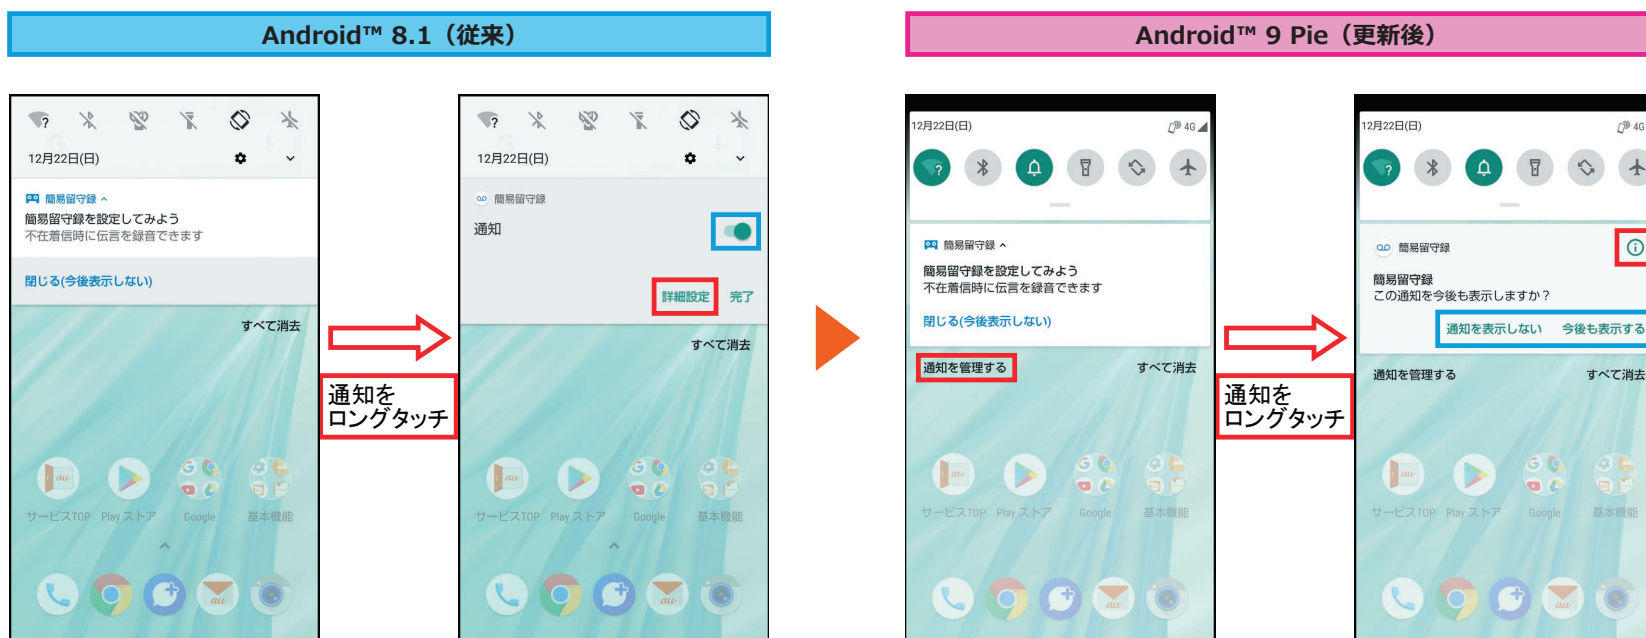 Android™ 8.1（従来）
12月22日(日)
簡易留守録
簡易留守録を設定してみよう
不在着信時に伝言を録音できます
閉じる(今後表示しない)
すべて消去
サービスTOP Play ストア Google 基本機能
au
au
通知を
ロングタッチ
12月22日(日)
簡易留守録
通知
詳細設定 完了
すべて消去
サービスTOP Play ストア Google 基本機能
au
au
Android™ 9 Pie（更新後）
12月22日(日) 4G
簡易留守録
簡易留守録を設定してみよう
不在着信時に伝言を録音できます
閉じる(今後表示しない)
通知を管理する すべて消去
サービスTOP Play ストア Google 基本機能
au
au
通知を
ロングタッチ
12月22日(日) 4G
簡易留守録
簡易留守録
この通知を今後も表示しますか？
通知を表示しない 今後も表示する
通知を管理する すべて消去
サービスTOP Play ストア Google 基本機能
au
au